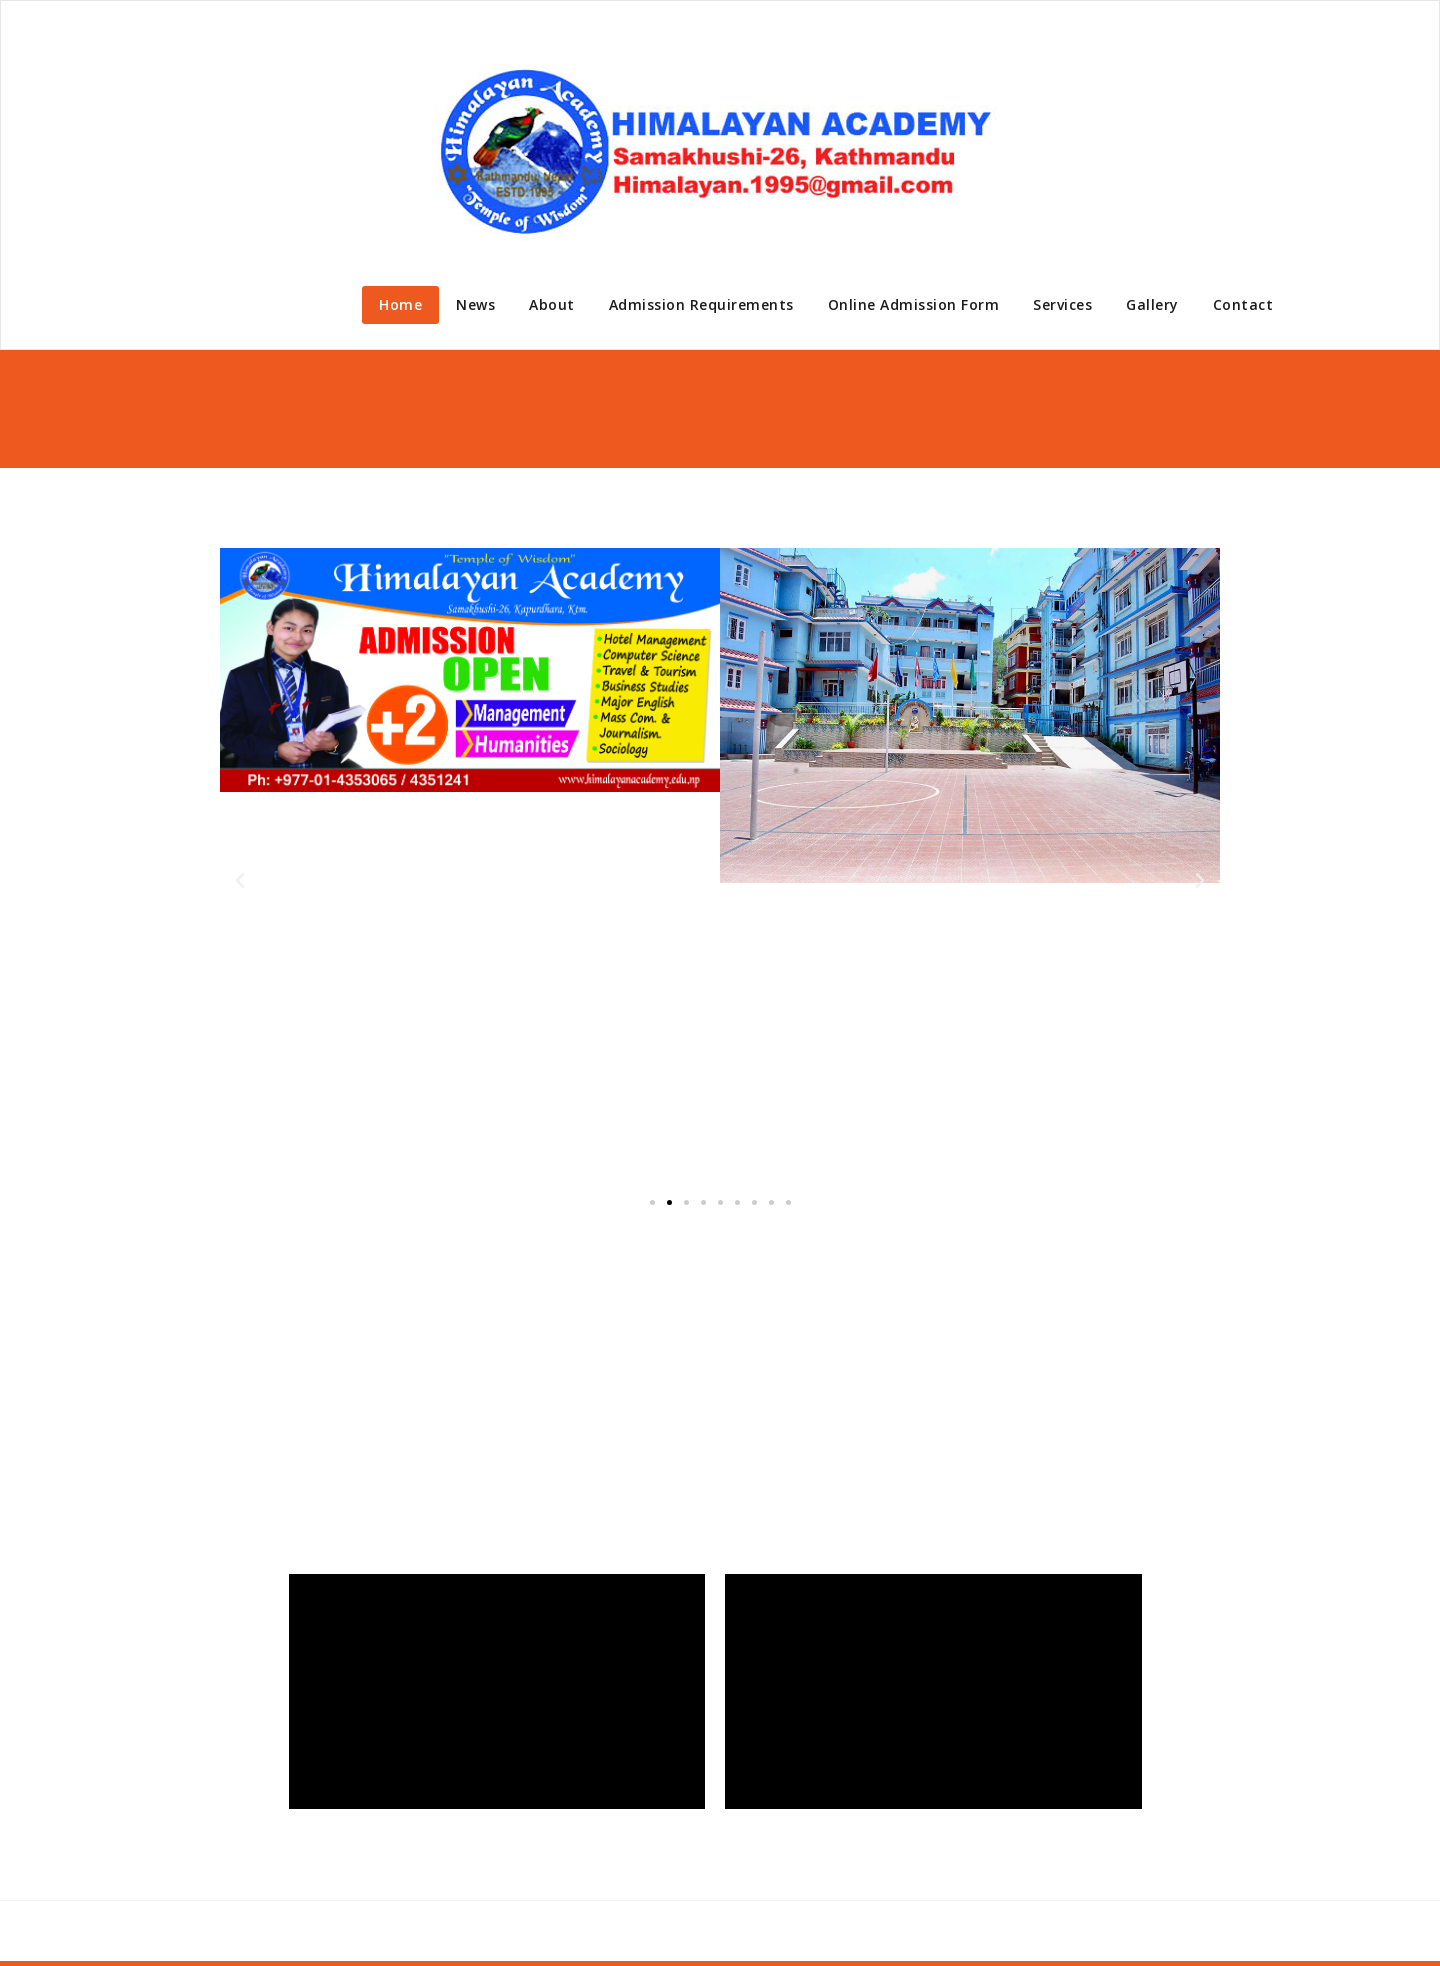 Himalayan Academy
Kathmandu, Nepal
ESTD:1995
"Temple of Wisdom"
HIMALAYAN ACADEMY
Samakhushi-26, Kathmandu
Himalayan.1995@gmail.com
Home News About Admission Requirements Online Admission Form Services Gallery Contact
"Temple of Wisdom"
Himalayan Academy
Samakhushi-26, Kapurdhara, Ktm.
ADMISSION
OPEN
+2
Management
Humanities
• Hotel Management
• Computer Science
• Travel & Tourism
• Business Studies
• Major English
• Mass Com. &
Journalism.
• Sociology
Ph: +977-01-4353065 / 4351241
www.himalayanacademy.edu.np